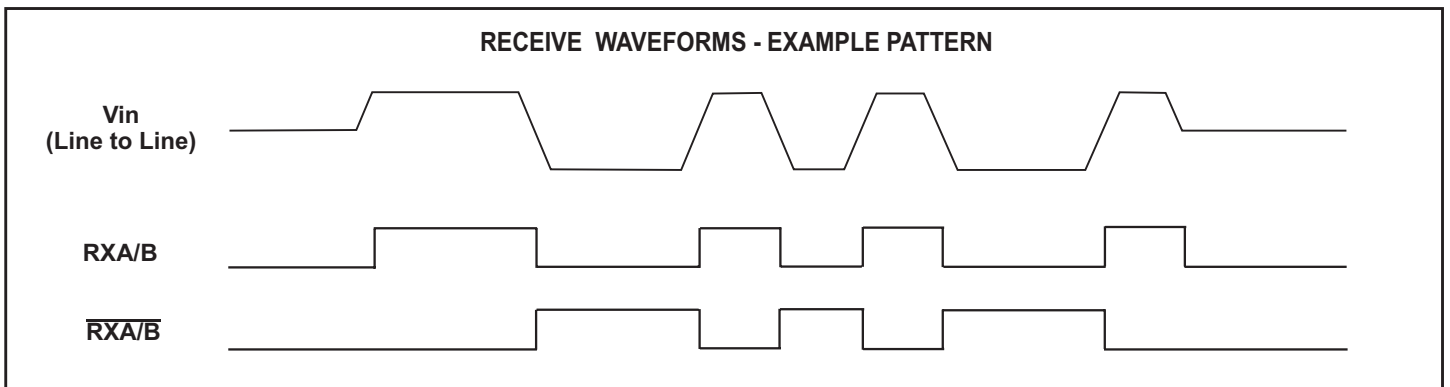 RECEIVE WAVEFORMS - EXAMPLE PATTERN
Vin
(Line to Line)
RXA/B
RXA/B